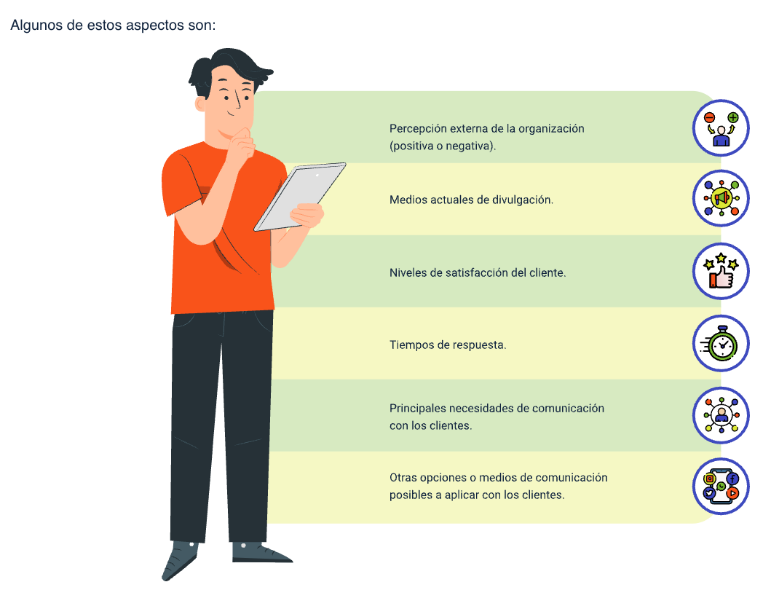 Algunos de estos aspectos son:
Percepción externa de la organización
(positiva o negativa).
Medios actuales de divulgación.
Niveles de satisfacción del cliente.
Tiempos de respuesta.
Principales necesidades de comunicación
con los clientes.
Otras opciones o medios de comunicación
posibles a aplicar con los clientes.